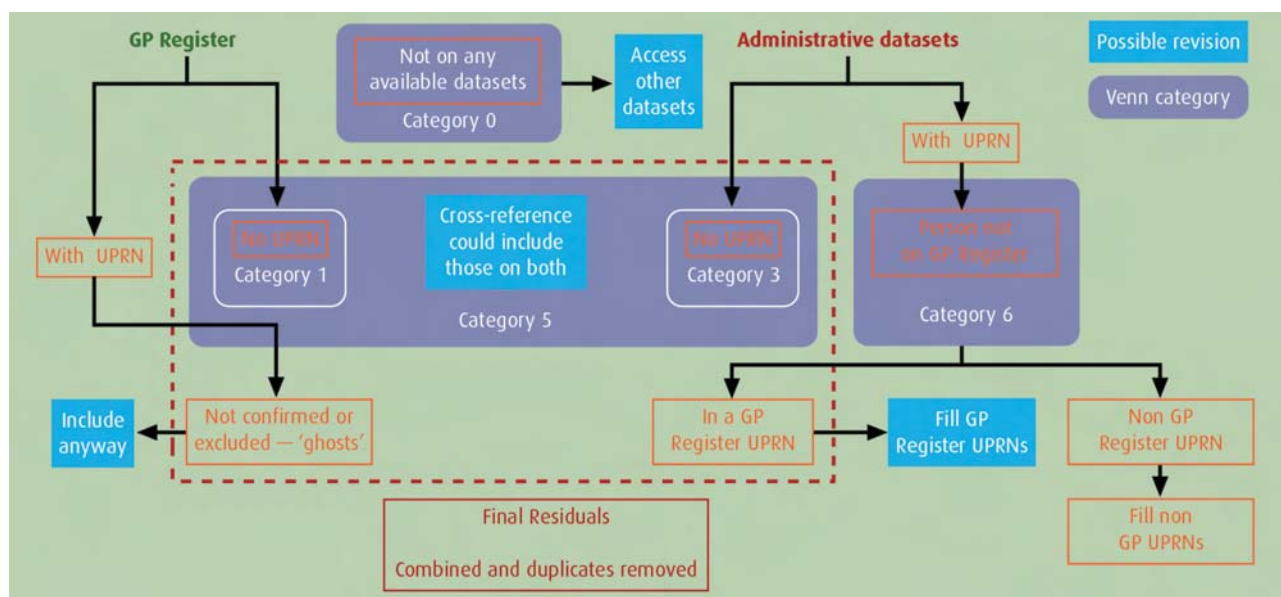 GP Register
Not on any
available datasets
Category 0
Access
other
datasets
Administrative datasets
Possible revision
Venn category
With UPRN
With UPRN
No UPRN
Category 1
Cross-reference
could include
those on both
No UPRN
Category 3
Category 5
Person not
on GP Register
Category 6
Include
anyway
Not confirmed or
excluded — ‘ghosts’
In a GP
Register UPRN
Fill GP
Register UPRNs
Non GP
Register UPRN
Fill non
GP UPRNs
Final Residuals
Combined and duplicates removed